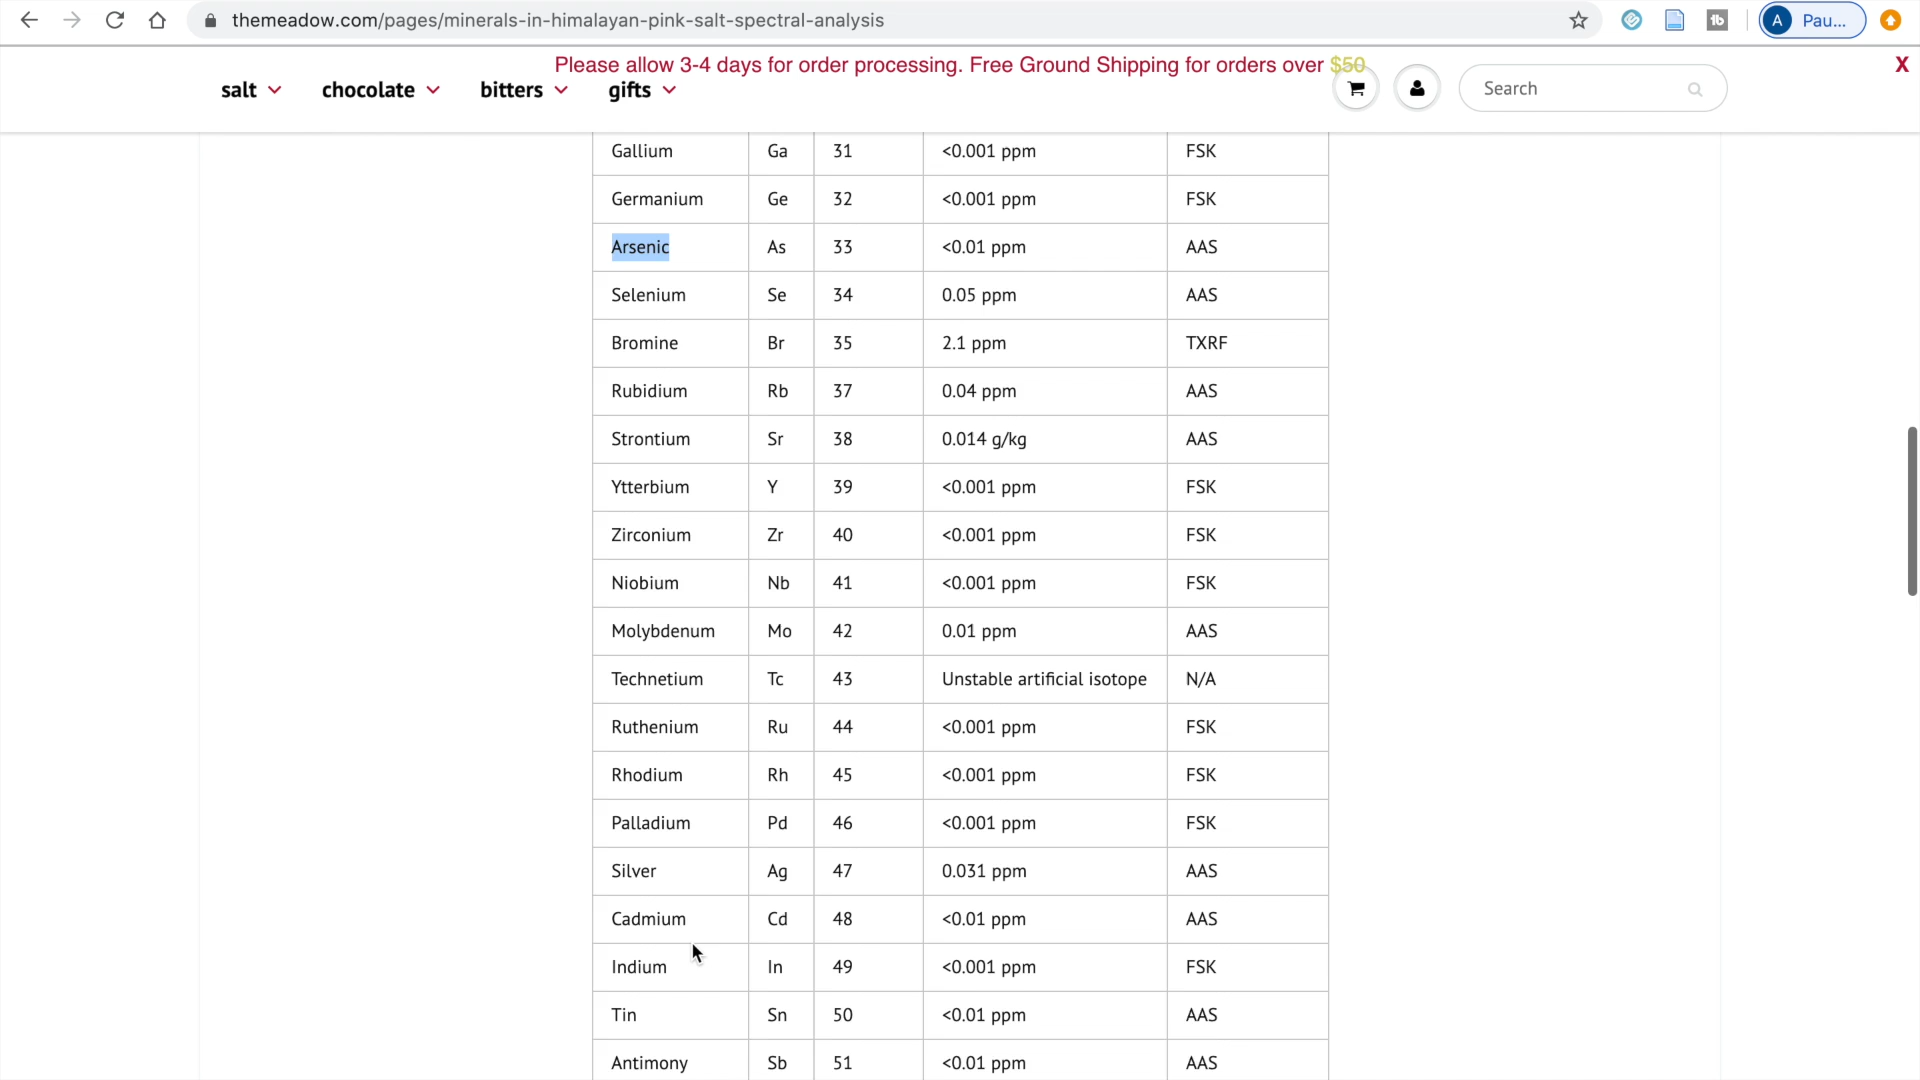 themeadow.com/pages/minerals-in-himalayan-pink-salt-spectral-analysis
A Pau...
Please allow 3-4 days for order processing. Free Ground Shipping for orders over $50
X
salt chocolate bitters gifts Search
Gallium Ga 31 <0.001 ppm FSK
Germanium Ge 32 <0.001 ppm FSK
Arsenic As 33 <0.01 ppm AAS
Selenium Se 34 0.05 ppm AAS
Bromine Br 35 2.1 ppm TXRF
Rubidium Rb 37 0.04 ppm AAS
Strontium Sr 38 0.014 g/kg AAS
Ytterbium Y 39 <0.001 ppm FSK
Zirconium Zr 40 <0.001 ppm FSK
Niobium Nb 41 <0.001 ppm FSK
Molybdenum Mo 42 0.01 ppm AAS
Technetium Tc 43 Unstable artificial isotope N/A
Ruthenium Ru 44 <0.001 ppm FSK
Rhodium Rh 45 <0.001 ppm FSK
Palladium Pd 46 <0.001 ppm FSK
Silver Ag 47 0.031 ppm AAS
Cadmium Cd 48 <0.01 ppm AAS
Indium In 49 <0.001 ppm FSK
Tin Sn 50 <0.01 ppm AAS
Antimony Sb 51 <0.01 ppm AAS